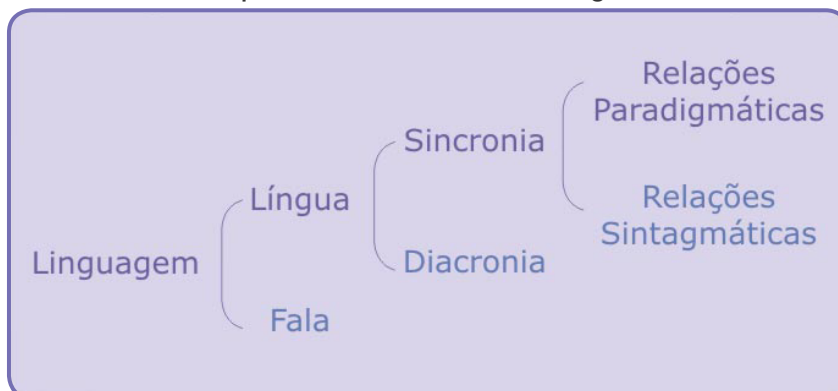 Relações
Paradigmáticas
Sincronia
Língua
Relações
Sintagmáticas
Linguagem
Diacronia
Fala